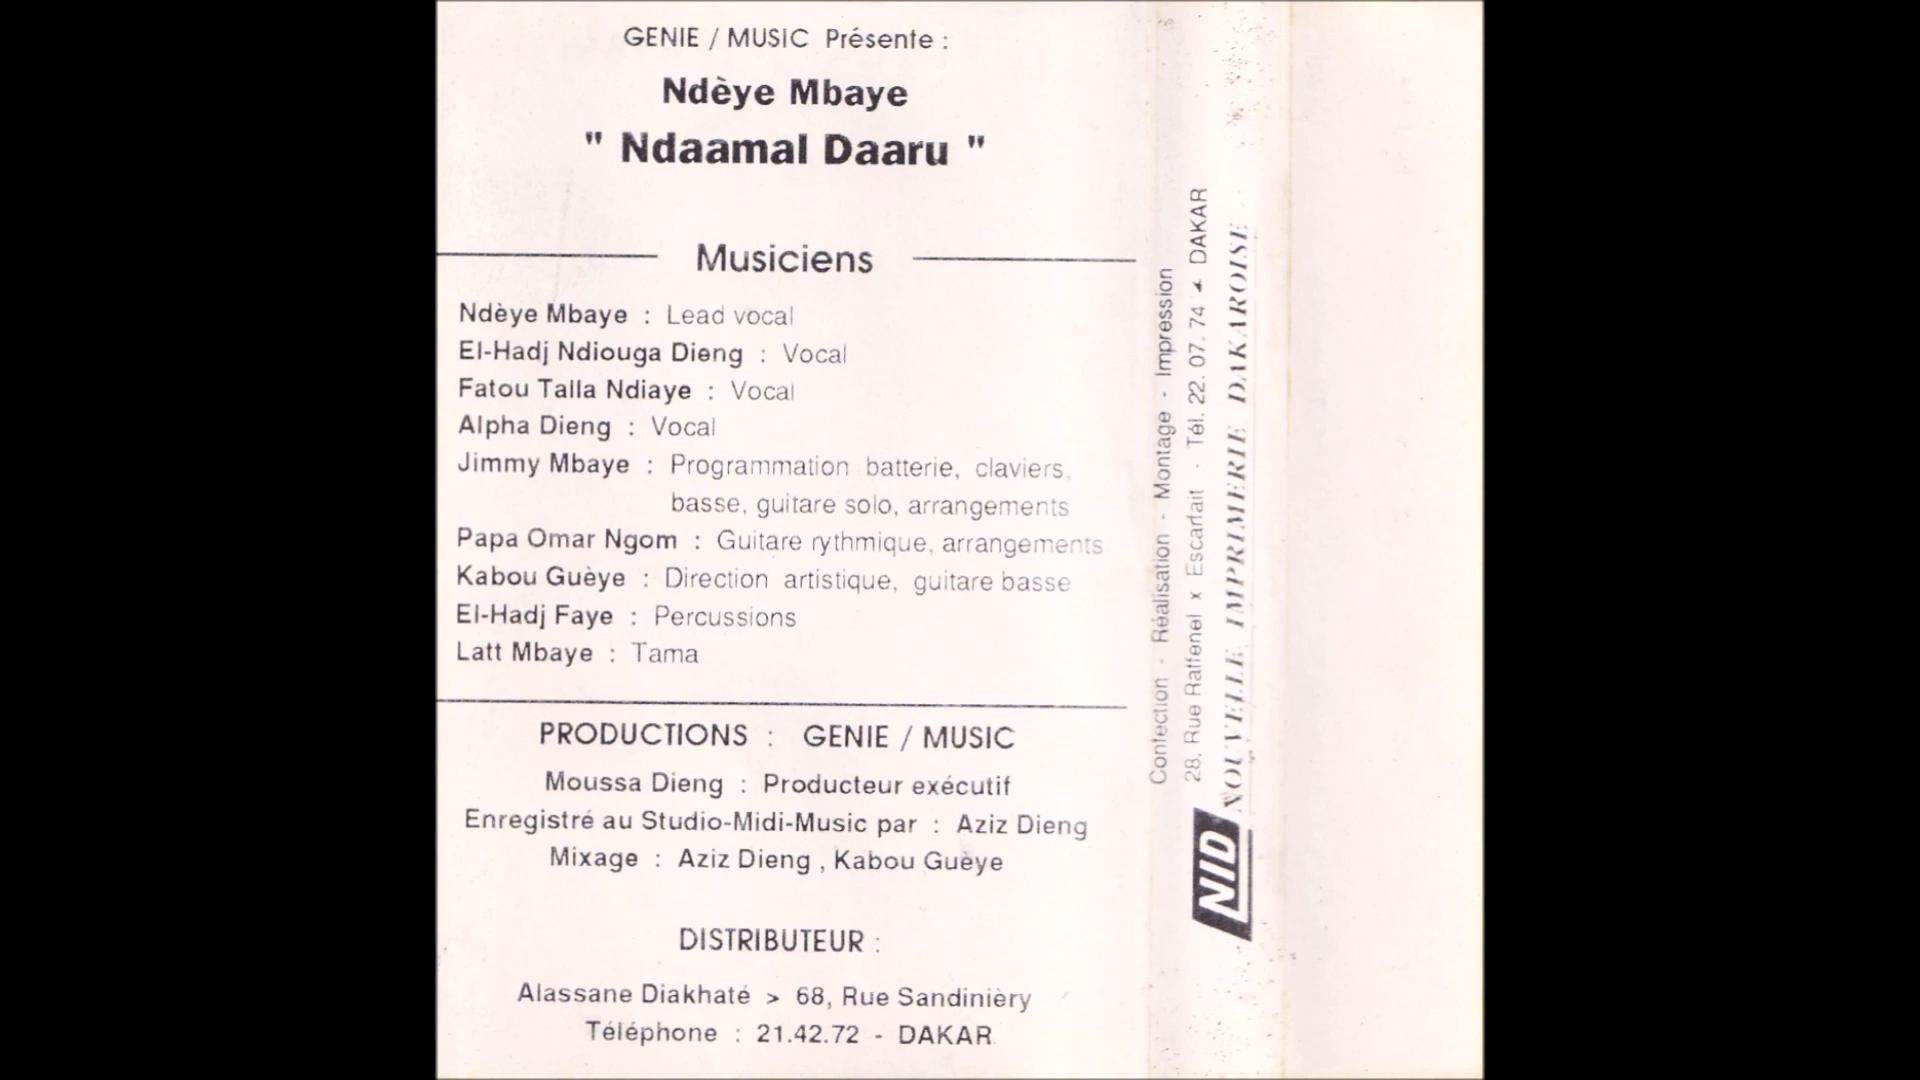 GENIE / MUSIC Présente :
Ndèye Mbaye
" Ndaamal Daaru "
Musiciens
Ndèye Mbaye : Lead vocal
El-Hadj Ndiouga Dieng : Vocal
Fatou Talla Ndiaye : Vocal
Alpha Dieng : Vocal
Jimmy Mbaye : Programmation batterie, claviers,
basse, guitare solo, arrangements
Papa Omar Ngom : Guitare rythmique, arrangements
Kabou Guèye : Direction artistique, guitare basse
El-Hadj Faye : Percussions
Latt Mbaye : Tama
PRODUCTIONS : GENIE / MUSIC
Moussa Dieng : Producteur exécutif
Enregistré au Studio-Midi-Music par : Aziz Dieng
Mixage : Aziz Dieng , Kabou Guèye
DISTRIBUTEUR :
Alassane Diakhaté > 68, Rue Sandinièry
Téléphone : 21.42.72 - DAKAR
Confection - Réalisation - Montage - Impression
28, Rue Raffenel x Escarfait - Tél. 22. 07. 74 - DAKAR
NOUVELLE IMPRIMERIE DAKAROISE
NID